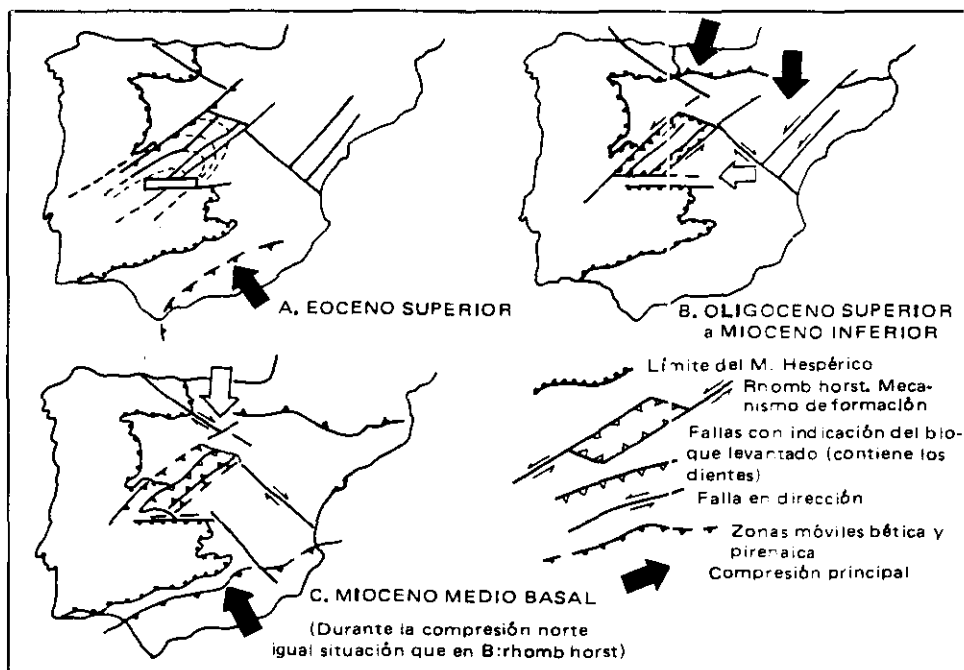 A. EOCENO SUPERIOR
B. OLIGOCENO SUPERIOR
a MIOCENO INFERIOR
C. MIOCENO MEDIO BASAL
(Durante la compresión norte
igual situación que en B:rhomb horst)
Límite del M. Hespérico
Rhomb horst. Meca-
nismo de formación
Fallas con indicación del blo-
que levantado (contiene los
dientes)
Falla en dirección
Zonas móviles bética y
pirenaica
Compresión principal